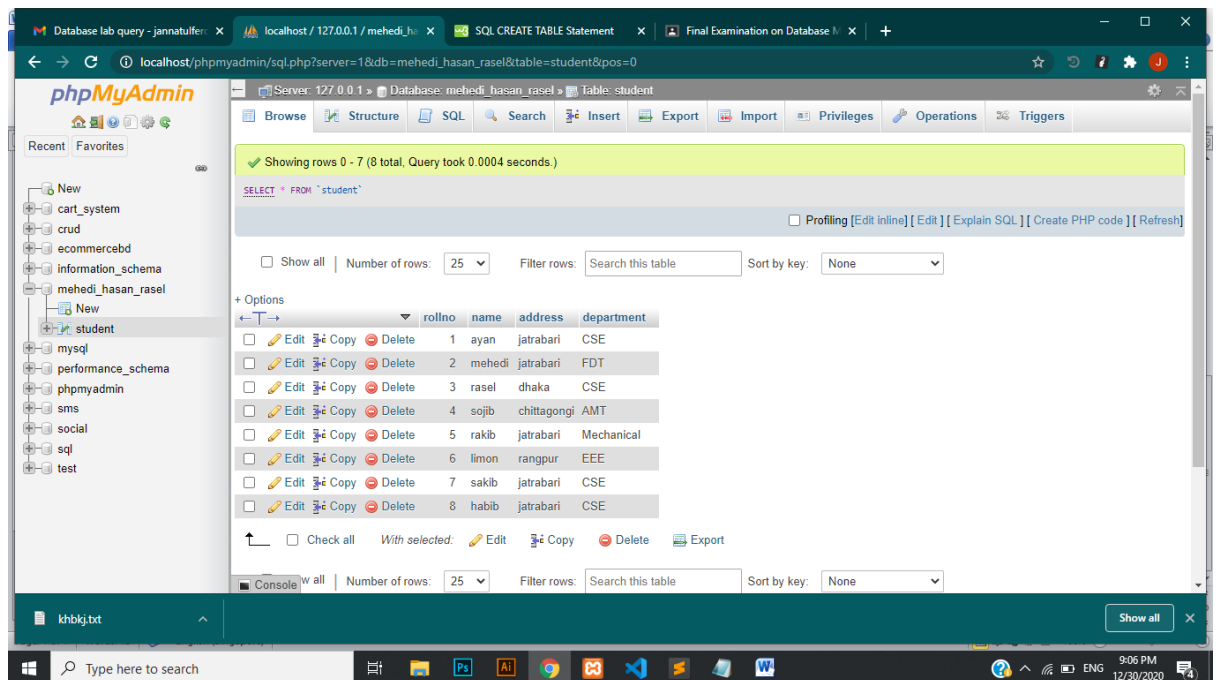 Database lab query - jannatulferd
localhost / 127.0.0.1 / mehedi_ha
SQL CREATE TABLE Statement
Final Examination on Database M
localhost/phpmyadmin/sql.php?server=1&db=mehedi_hasan_rasel&table=student&pos=0
J
phpMyAdmin
Recent Favorites
New
cart_system
crud
ecommercebd
information_schema
mehedi_hasan_rasel
New
student
mysql
performance_schema
phpmyadmin
sms
social
sql
test
Server: 127.0.0.1 » Database: mehedi_hasan_rasel » Table: student
Browse Structure SQL Search Insert Export Import Privileges Operations Triggers
Showing rows 0 - 7 (8 total, Query took 0.0004 seconds.)
SELECT * FROM `student`
Profiling [Edit inline] [ Edit ] [ Explain SQL ] [ Create PHP code ] [ Refresh]
Show all | Number of rows: 25 Filter rows: Search this table Sort by key: None
+ Options
←T→ rollno name address department
Edit Copy Delete 1 ayan jatrabari CSE
Edit Copy Delete 2 mehedi jatrabari FDT
Edit Copy Delete 3 rasel dhaka CSE
Edit Copy Delete 4 sojib chittagongi AMT
Edit Copy Delete 5 rakib jatrabari Mechanical
Edit Copy Delete 6 limon rangpur EEE
Edit Copy Delete 7 sakib jatrabari CSE
Edit Copy Delete 8 habib jatrabari CSE
Check all With selected: Edit Copy Delete Export
Console w all | Number of rows: 25 Filter rows: Search this table Sort by key: None
khbkj.txt
Show all
Type here to search
Ps
Ai
W
ENG
9:06 PM
12/30/2020
4